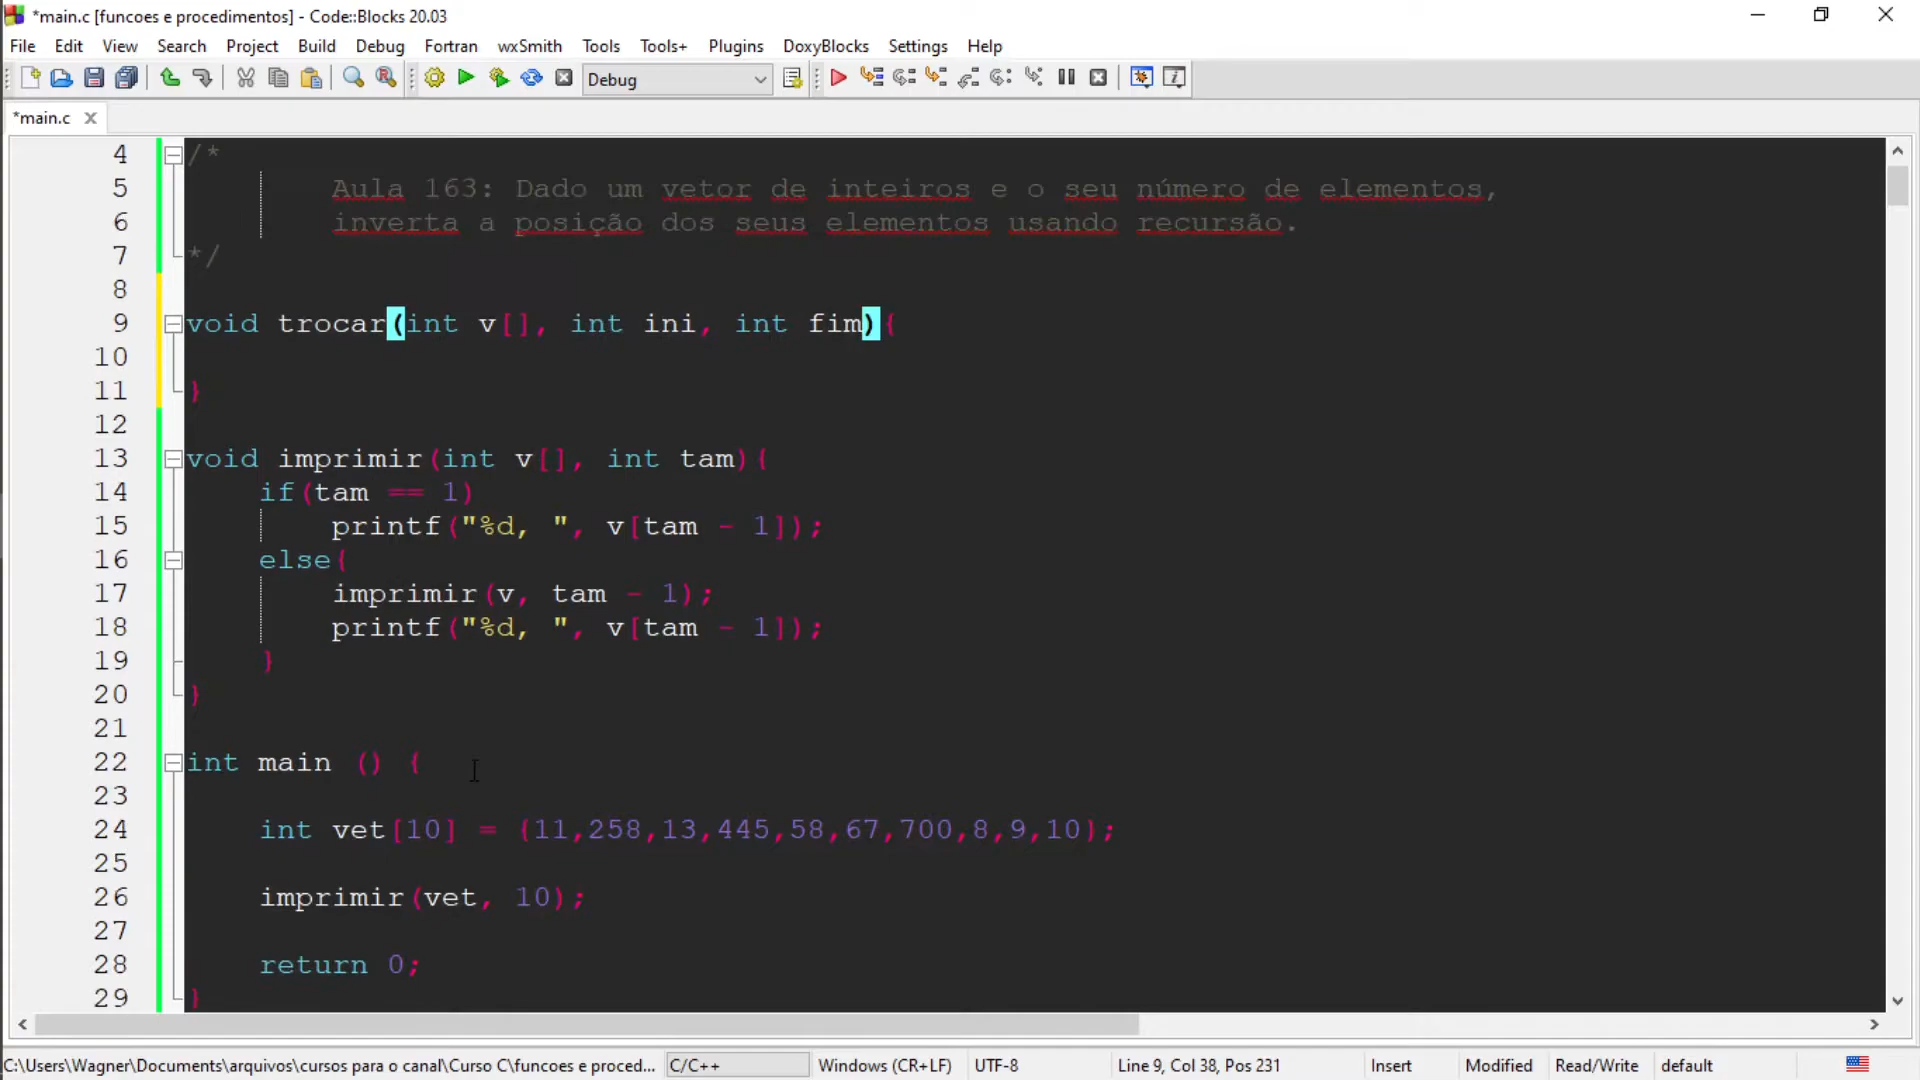 *main.c [funcoes e procedimentos] - Code::Blocks 20.03
File Edit View Search Project Build Debug Fortran wxSmith Tools Tools+ Plugins DoxyBlocks Settings Help
Debug
*main.c
4 /*
5 Aula 163: Dado um vetor de inteiros e o seu número de elementos,
6 inverta a posição dos seus elementos usando recursão.
7 */
8
9 void trocar(int v[], int ini, int fim){
10
11 }
12
13 void imprimir(int v[], int tam){
14 if(tam == 1)
15 printf("%d, ", v[tam - 1]);
16 else{
17 imprimir(v, tam - 1);
18 printf("%d, ", v[tam - 1]);
19 }
20 }
21
22 int main () {
23
24 int vet[10] = {11,258,13,445,58,67,700,8,9,10};
25
26 imprimir(vet, 10);
27
28 return 0;
29 }
C:\Users\Wagner\Documents\arquivos\cursos para o canal\Curso C\funcoes e proced... C/C++ Windows (CR+LF) UTF-8 Line 9, Col 38, Pos 231 Insert Modified Read/Write default